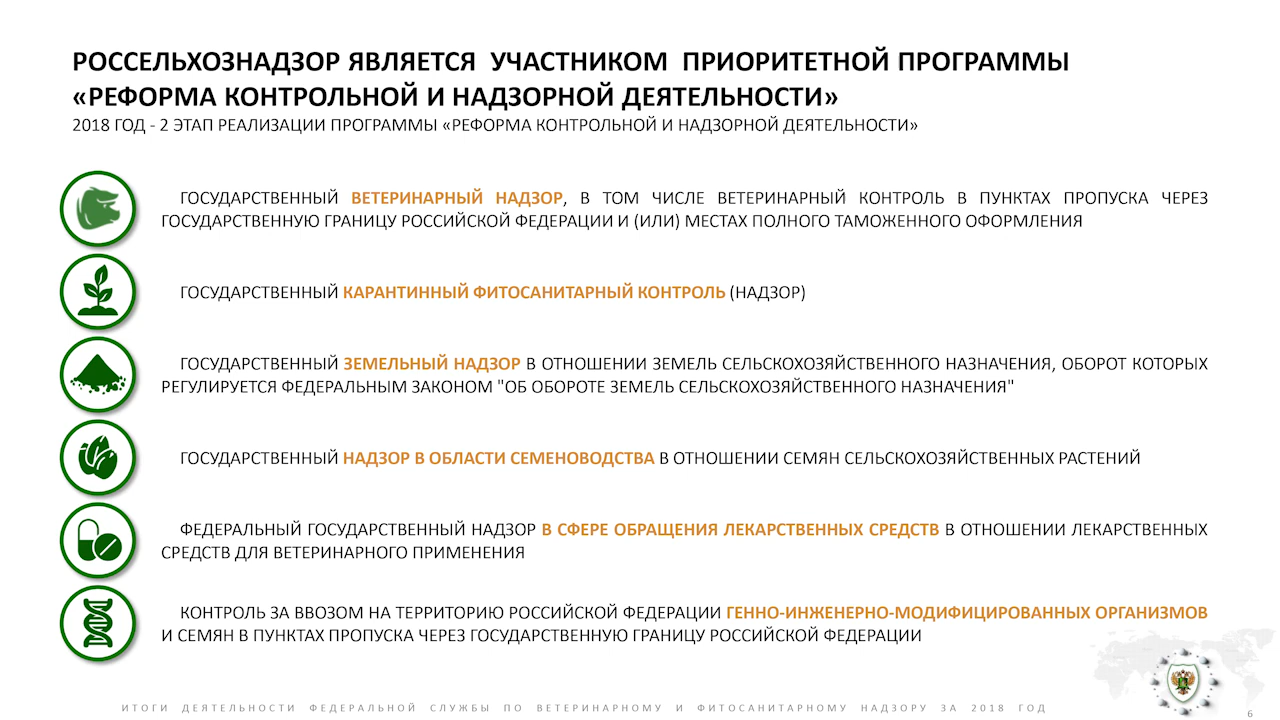 РОССЕЛЬХОЗНАДЗОР ЯВЛЯЕТСЯ УЧАСТНИКОМ ПРИОРИТЕТНОЙ ПРОГРАММЫ
«РЕФОРМА КОНТРОЛЬНОЙ И НАДЗОРНОЙ ДЕЯТЕЛЬНОСТИ»
2018 ГОД - 2 ЭТАП РЕАЛИЗАЦИИ ПРОГРАММЫ «РЕФОРМА КОНТРОЛЬНОЙ И НАДЗОРНОЙ ДЕЯТЕЛЬНОСТИ»
ГОСУДАРСТВЕННЫЙ ВЕТЕРИНАРНЫЙ НАДЗОР, В ТОМ ЧИСЛЕ ВЕТЕРИНАРНЫЙ КОНТРОЛЬ В ПУНКТАХ ПРОПУСКА ЧЕРЕЗ
ГОСУДАРСТВЕННУЮ ГРАНИЦУ РОССИЙСКОЙ ФЕДЕРАЦИИ И (ИЛИ) МЕСТАХ ПОЛНОГО ТАМОЖЕННОГО ОФОРМЛЕНИЯ
ГОСУДАРСТВЕННЫЙ КАРАНТИННЫЙ ФИТОСАНИТАРНЫЙ КОНТРОЛЬ (НАДЗОР)
ГОСУДАРСТВЕННЫЙ ЗЕМЕЛЬНЫЙ НАДЗОР В ОТНОШЕНИИ ЗЕМЕЛЬ СЕЛЬСКОХОЗЯЙСТВЕННОГО НАЗНАЧЕНИЯ, ОБОРОТ КОТОРЫХ
РЕГУЛИРУЕТСЯ ФЕДЕРАЛЬНЫМ ЗАКОНОМ "ОБ ОБОРОТЕ ЗЕМЕЛЬ СЕЛЬСКОХОЗЯЙСТВЕННОГО НАЗНАЧЕНИЯ"
ГОСУДАРСТВЕННЫЙ НАДЗОР В ОБЛАСТИ СЕМЕНОВОДСТВА В ОТНОШЕНИИ СЕМЯН СЕЛЬСКОХОЗЯЙСТВЕННЫХ РАСТЕНИЙ
ФЕДЕРАЛЬНЫЙ ГОСУДАРСТВЕННЫЙ НАДЗОР В СФЕРЕ ОБРАЩЕНИЯ ЛЕКАРСТВЕННЫХ СРЕДСТВ В ОТНОШЕНИИ ЛЕКАРСТВЕННЫХ
СРЕДСТВ ДЛЯ ВЕТЕРИНАРНОГО ПРИМЕНЕНИЯ
КОНТРОЛЬ ЗА ВВОЗОМ НА ТЕРРИТОРИЮ РОССИЙСКОЙ ФЕДЕРАЦИИ ГЕННО-ИНЖЕНЕРНО-МОДИФИЦИРОВАННЫХ ОРГАНИЗМОВ
И СЕМЯН В ПУНКТАХ ПРОПУСКА ЧЕРЕЗ ГОСУДАРСТВЕННУЮ ГРАНИЦУ РОССИЙСКОЙ ФЕДЕРАЦИИ
ИТОГИ ДЕЯТЕЛЬНОСТИ ФЕДЕРАЛЬНОЙ СЛУЖБЫ ПО ВЕТЕРИНАРНОМУ И ФИТОСАНИТАРНОМУ НАДЗОРУ ЗА 2018 ГОД
6